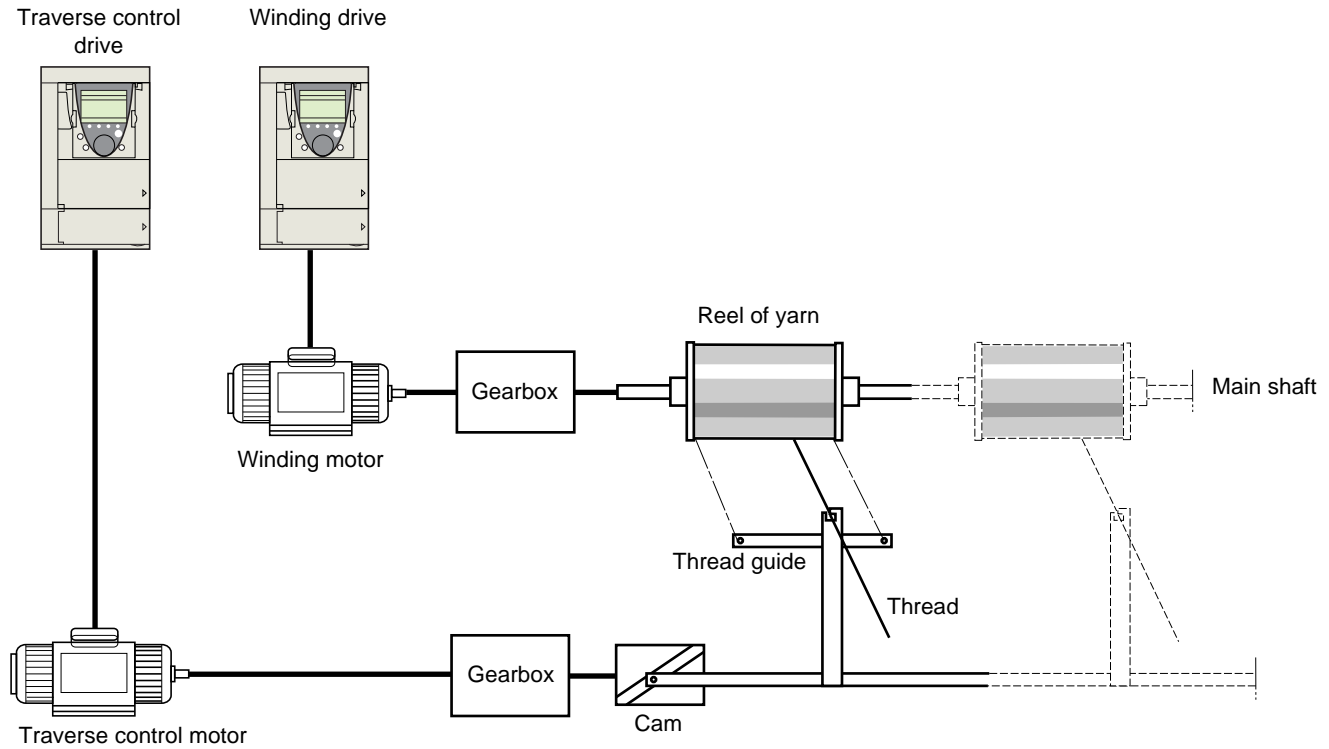 Traverse control
drive
Winding drive
Reel of yarn
Gearbox
Main shaft
Winding motor
Thread guide
Thread
Gearbox
Cam
Traverse control motor